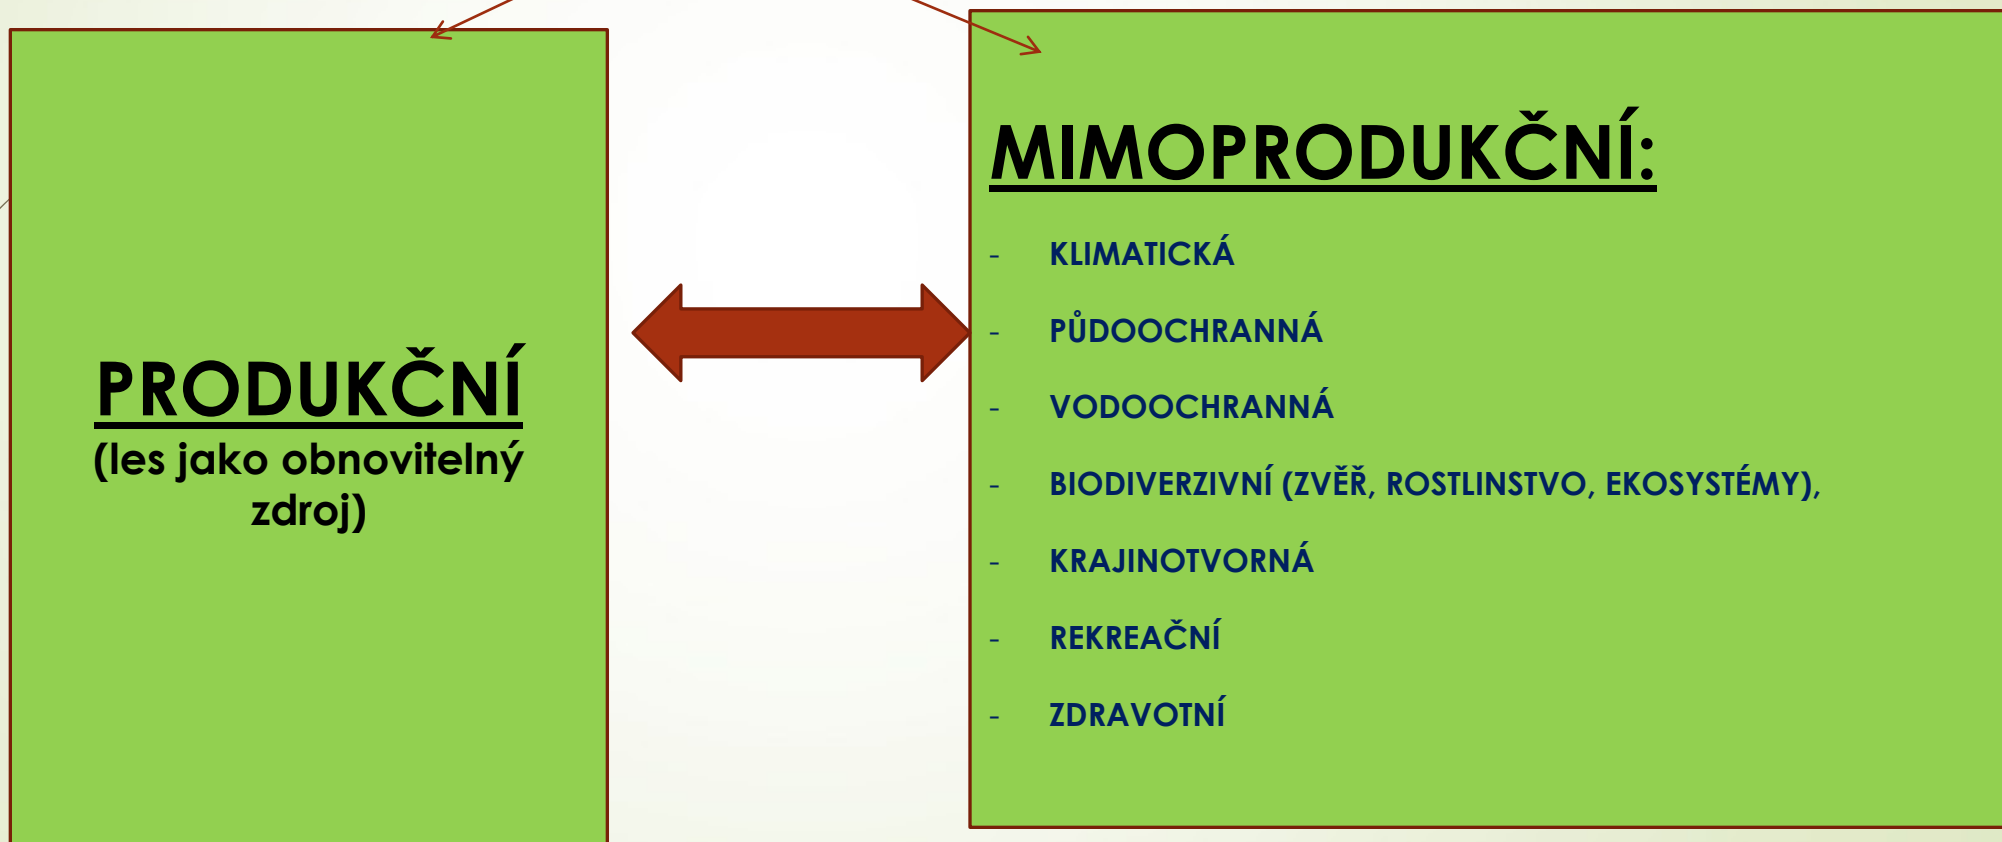 PRODUKČNÍ
(les jako obnovitelný
zdroj)
MIMOPRODUKČNÍ:
- KLIMATICKÁ
- PŮDOOCHRANNÁ
- VODOOCHRANNÁ
- BIODIVERZIVNÍ (ZVĚŘ, ROSTLINSTVO, EKOSYSTÉMY),
- KRAJINOTVORNÁ
- REKREAČNÍ
- ZDRAVOTNÍ